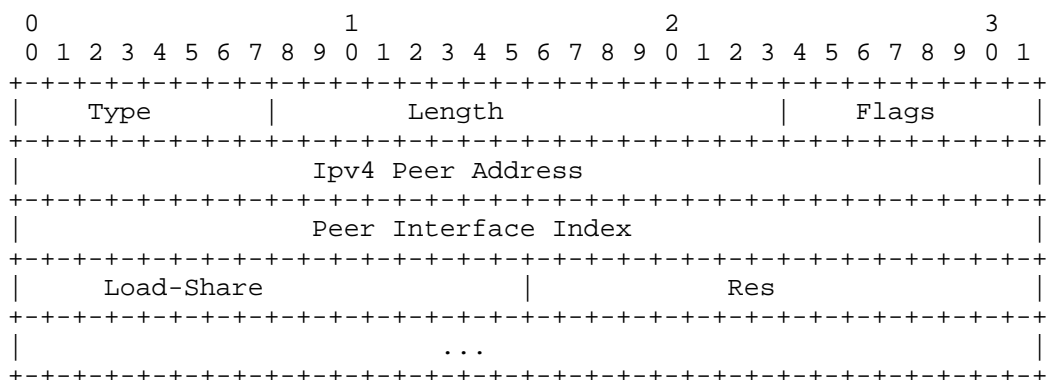 0                   1                   2                   3
 0 1 2 3 4 5 6 7 8 9 0 1 2 3 4 5 6 7 8 9 0 1 2 3 4 5 6 7 8 9 0 1
+-+-+-+-+-+-+-+-+-+-+-+-+-+-+-+-+-+-+-+-+-+-+-+-+-+-+-+-+-+-+-+-+
|    Type       |        Length                 |    Flags      |
+-+-+-+-+-+-+-+-+-+-+-+-+-+-+-+-+-+-+-+-+-+-+-+-+-+-+-+-+-+-+-+-+
|                  Ipv4 Peer Address                            |
+-+-+-+-+-+-+-+-+-+-+-+-+-+-+-+-+-+-+-+-+-+-+-+-+-+-+-+-+-+-+-+-+
|                  Peer Interface Index                         |
+-+-+-+-+-+-+-+-+-+-+-+-+-+-+-+-+-+-+-+-+-+-+-+-+-+-+-+-+-+-+-+-+
|     Load-Share                |            Res                |
+-+-+-+-+-+-+-+-+-+-+-+-+-+-+-+-+-+-+-+-+-+-+-+-+-+-+-+-+-+-+-+-+
|                          ...                                  |
+-+-+-+-+-+-+-+-+-+-+-+-+-+-+-+-+-+-+-+-+-+-+-+-+-+-+-+-+-+-+-+-+